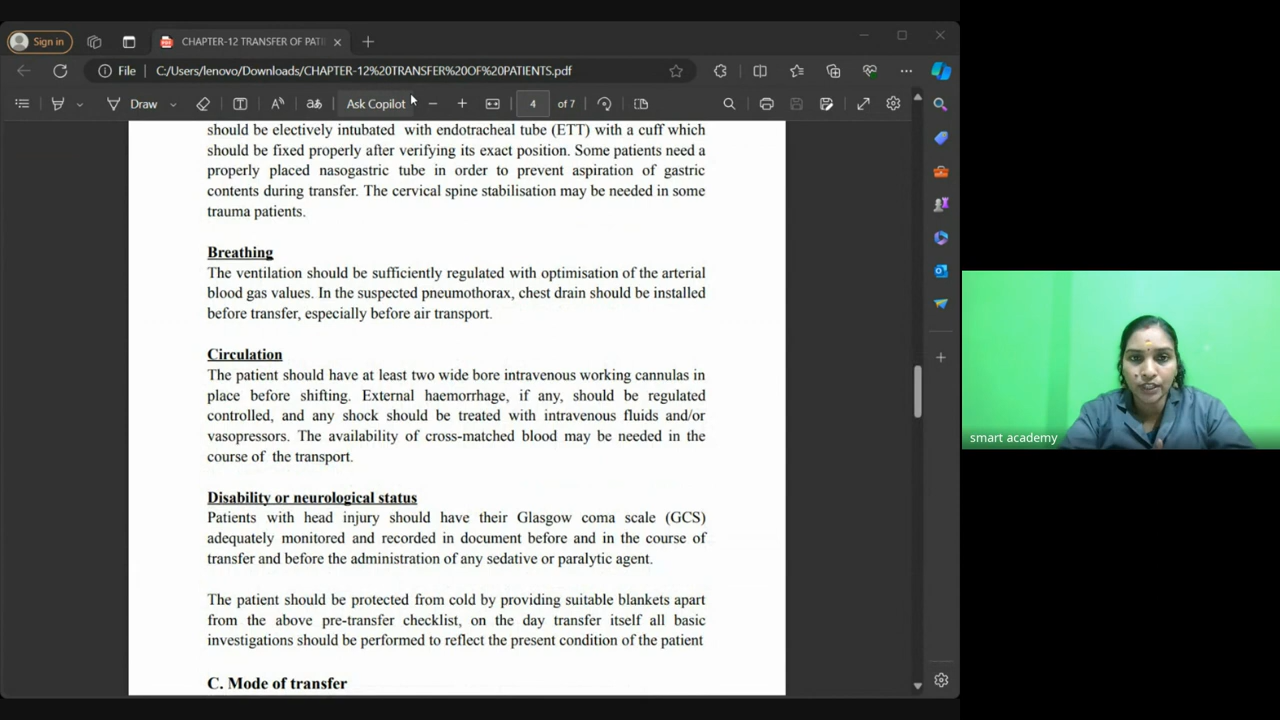 Sign in
CHAPTER-12 TRANSFER OF PATI
File
C:/Users/lenovo/Downloads/CHAPTER-12%20TRANSFER%20OF%20PATIENTS.pdf
Draw
Ask Copilot
4 of 7
should be electively intubated with endotracheal tube (ETT) with a cuff which
should be fixed properly after verifying its exact position. Some patients need a
properly placed nasogastric tube in order to prevent aspiration of gastric
contents during transfer. The cervical spine stabilisation may be needed in some
trauma patients.
Breathing
The ventilation should be sufficiently regulated with optimisation of the arterial
blood gas values. In the suspected pneumothorax, chest drain should be installed
before transfer, especially before air transport.
Circulation
The patient should have at least two wide bore intravenous working cannulas in
place before shifting. External haemorrhage, if any, should be regulated
controlled, and any shock should be treated with intravenous fluids and/or
vasopressors. The availability of cross-matched blood may be needed in the
course of the transport.
Disability or neurological status
Patients with head injury should have their Glasgow coma scale (GCS)
adequately monitored and recorded in document before and in the course of
transfer and before the administration of any sedative or paralytic agent.
The patient should be protected from cold by providing suitable blankets apart
from the above pre-transfer checklist, on the day transfer itself all basic
investigations should be performed to reflect the present condition of the patient
C. Mode of transfer
smart academy